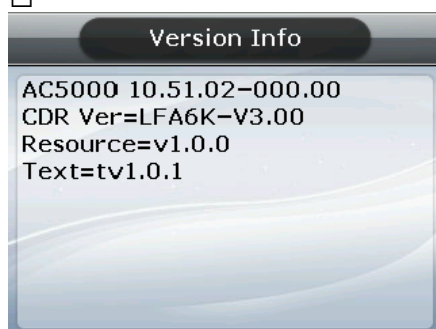 Version Info
AC5000 10.51.02-000.00
CDR Ver=LFA6K-V3.00
Resource=v1.0.0
Text=tv1.0.1